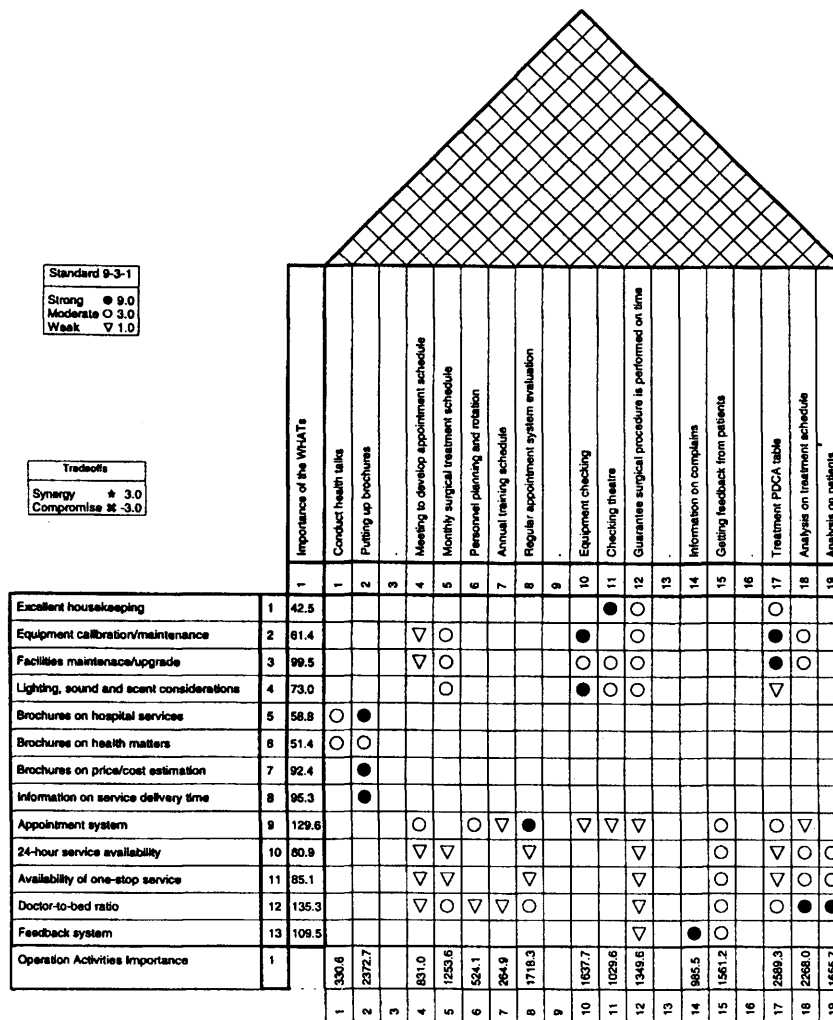 Standard 9-3-1
Strong ● 9.0
Moderate ○ 3.0
Weak ▽ 1.0
Tradeoffs
Synergy ★ 3.0
Compromise ✖ -3.0
Importance of the WHATs
Conduct health talks
Putting up brochures
.
Meeting to develop appointment schedule
Monthly surgical treatment schedule
Personnel planning and rotation
Annual training schedule
Regular appointment system evaluation
.
Equipment checking
Checking theatre
Guarantee surgical procedure is performed on time
.
Information on complains
Getting feedback from patients
.
Treatment PDCA table
Analysis on treatment schedule
Analysis on patients
1 1 2 3 4 5 6 7 8 9 10 11 12 13 14 15 16 17 18 19
Excellent housekeeping 1 42.5 ● ○ ○
Equipment calibration/maintenance 2 61.4 ▽ ○ ● ○ ● ○
Facilities maintenace/upgrade 3 99.5 ▽ ○ ○ ○ ○ ● ○
Lighting, sound and scent considerations 4 73.0 ○ ● ○ ○ ▽
Brochures on hospital services 5 58.8 ○ ●
Brochures on health matters 6 51.4 ○ ○
Brochures on price/cost estimation 7 92.4 ●
Information on service delivery time 8 95.3 ●
Appointment system 9 129.6 ○ ○ ▽ ● ▽ ▽ ▽ ○ ○ ▽
24-hour service availability 10 60.9 ▽ ▽ ▽ ▽ ○ ▽ ○ ○
Availability of one-stop service 11 85.1 ▽ ▽ ▽ ▽ ○ ▽ ○ ○
Doctor-to-bed ratio 12 135.3 ▽ ○ ▽ ▽ ○ ▽ ○ ○ ● ●
Feedback system 13 109.5 ▽ ● ○
Operation Activities Importance 1 330.6 2372.7 831.0 1253.6 524.1 264.9 1718.3 1637.7 1029.6 1349.6 985.5 1561.2 2589.3 2268.0 1655.7
1 2 3 4 5 6 7 8 9 10 11 12 13 14 15 16 17 18 19